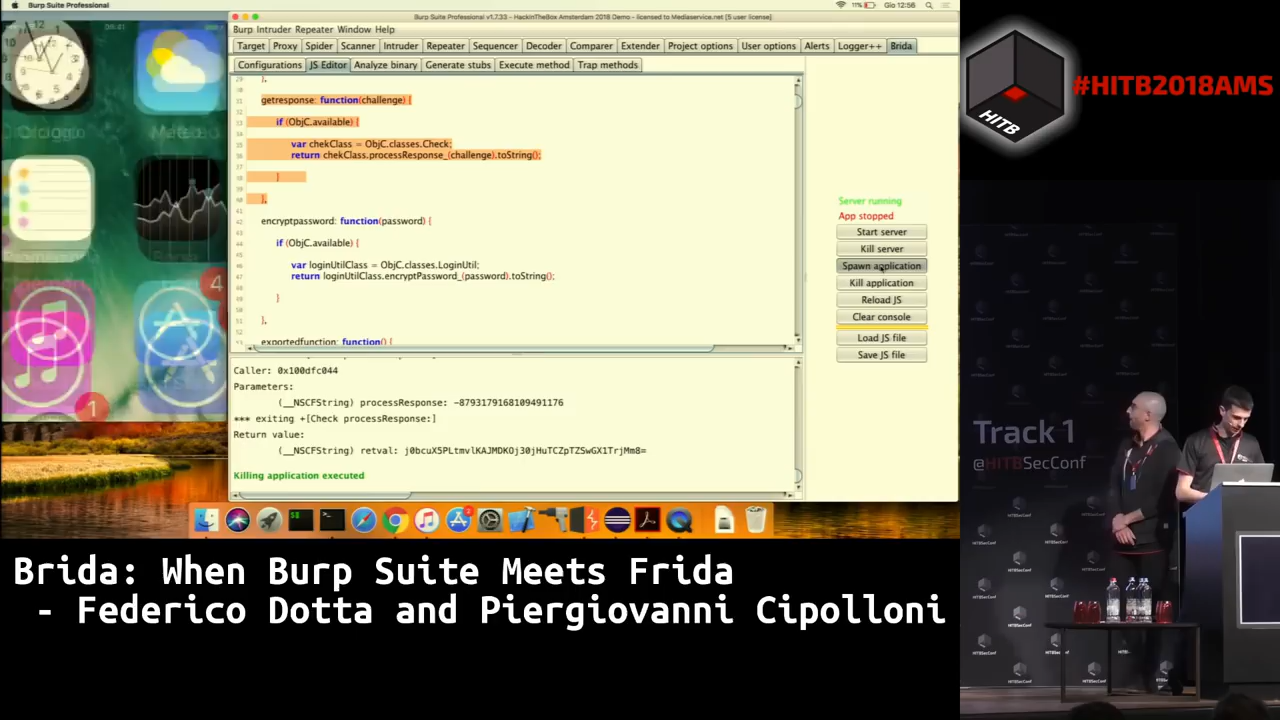 Burp Suite Professional
11%
Gio 12:56
Burp Suite Professional v1.7.33 - HackInTheBox Amsterdam 2018 Demo - licensed to Mediaservice.net [5 user license]
Burp Intruder Repeater Window Help
Target Proxy Spider Scanner Intruder Repeater Sequencer Decoder Comparer Extender Project options User options Alerts Logger++ Brida
Configurations JS Editor Analyze binary Generate stubs Execute method Trap methods
},
getresponse: function(challenge) {
if (ObjC.available) {
var chekClass = ObjC.classes.Check;
return chekClass.processResponse_(challenge).toString();
}
},
encryptpassword: function(password) {
if (ObjC.available) {
var loginUtilClass = ObjC.classes.LoginUtil;
return loginUtilClass.encryptPassword_(password).toString();
}
},
exportedfunction: function() {
Caller: 0x100dfc044
Parameters:
(__NSCFString) processResponse: -8793179168109491176
*** exiting +[Check processResponse:]
Return value:
(__NSCFString) retval: j0bcuX5PLtmvlKAJMDKOj30jHuTCZpTZSwGX1TrjMm8=
Killing application executed
Server running
App stopped
Start server
Kill server
Spawn application
Kill application
Reload JS
Clear console
Load JS file
Save JS file
4
1
HITB
#HITB2018AMS
Track 1
@HITBSecConf
Brida: When Burp Suite Meets Frida
- Federico Dotta and Piergiovanni Cipolloni